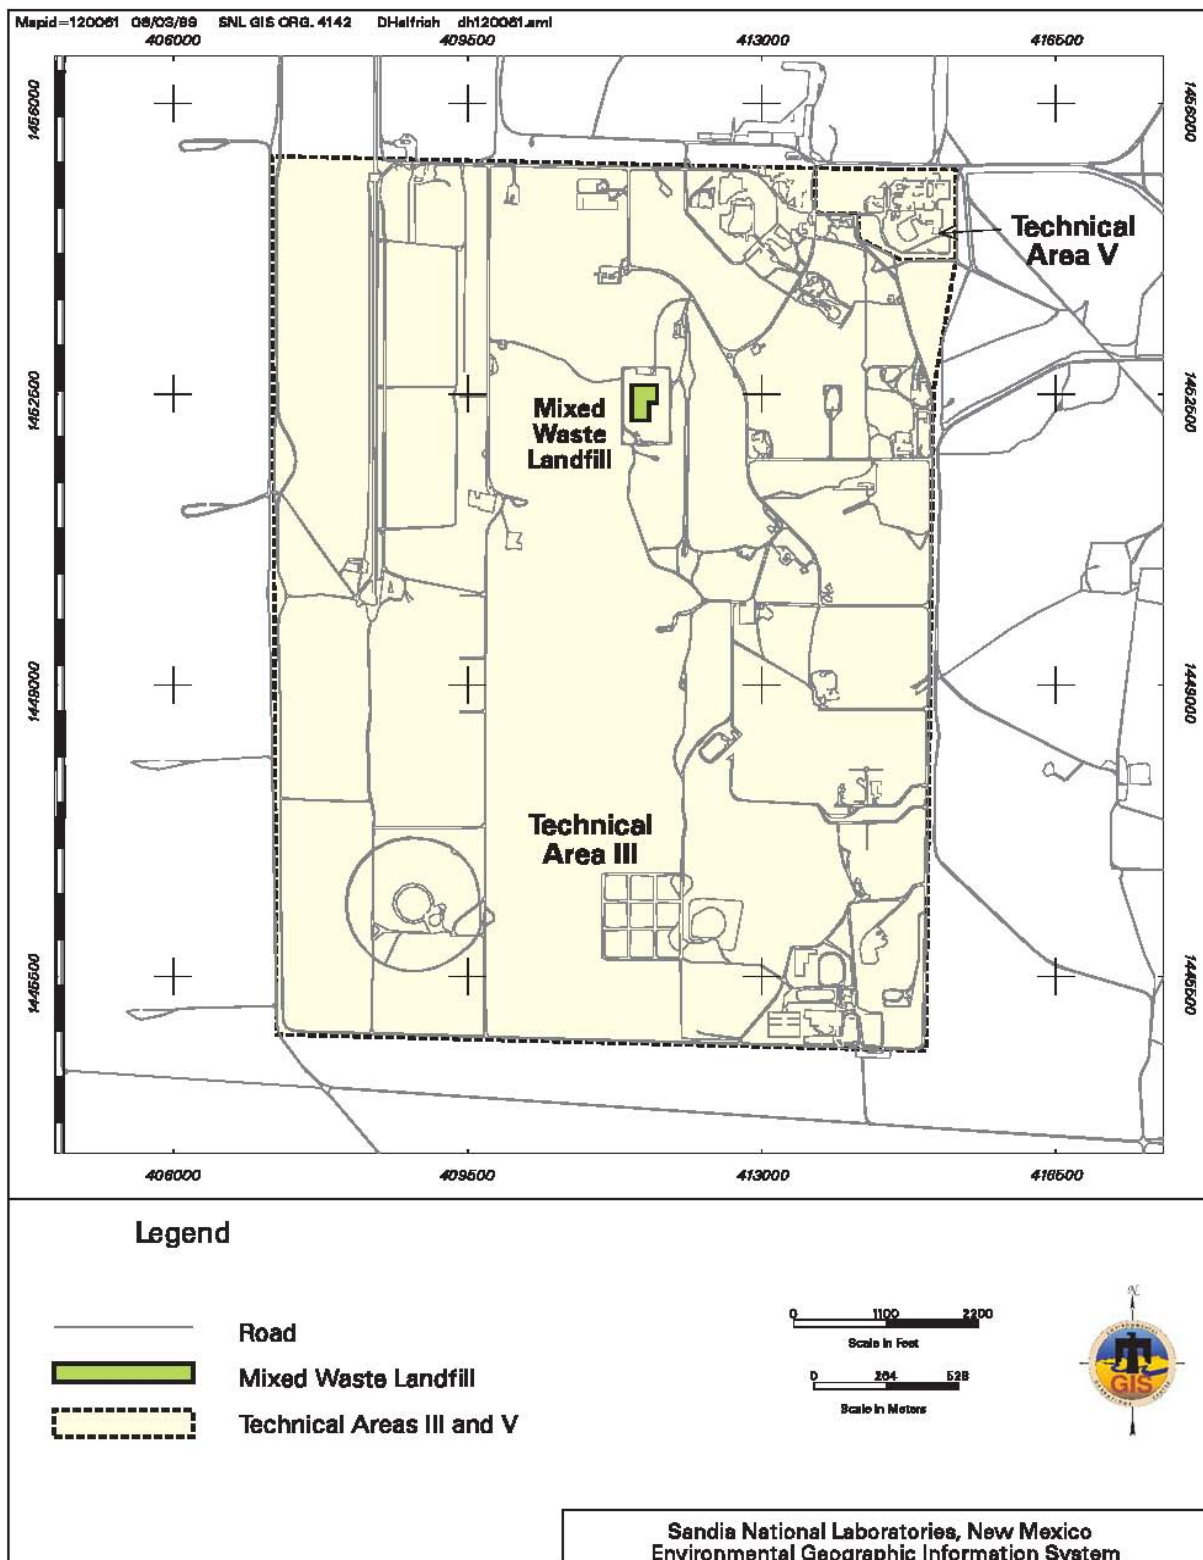 Mapid=120061 08/03/99 SNL GIS ORG. 4142 DHelfrich dh120061.aml
406000 409500 413000 416500
1456000 1456000
Technical
Area V
1452500 1452500
Mixed
Waste
Landfill
1449000 1449000
Technical
Area III
1445500 1445500
406000 409500 413000 416500
Legend
Road
Mixed Waste Landfill
Technical Areas III and V
0 1100 2200
Scale in Feet
0 264 528
Scale in Meters
N
GIS
Sandia National Laboratories, New Mexico
Environmental Geographic Information System